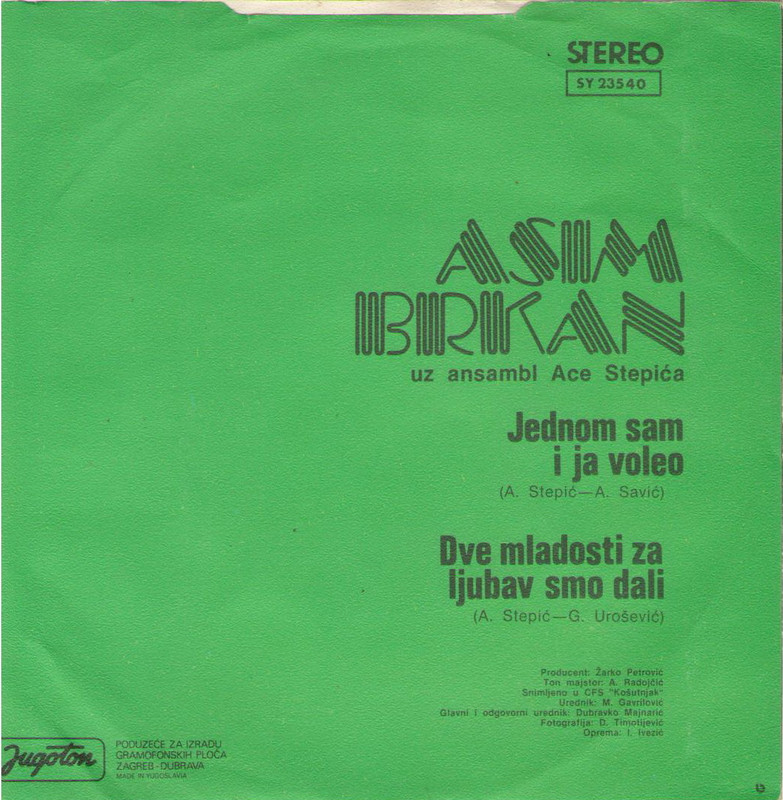 STEREO
SY 23540
ASIM
BRKAN
uz ansambl Ace Stepića
Jednom sam
i ja voleo
(A. Stepić—A. Savić)
Dve mladosti za
ljubav smo dali
(A. Stepić—G. Urošević)
Producent: Žarko Petrović
Ton majstor: A. Radojčić
Snimljeno u CFS "Košutnjak"
Urednik: M. Gavrilović
Glavni i odgovorni urednik: Dubravko Majnarić
Fotografija: D. Timotijević
Oprema: I. Ivezić
Jugoton
PODUZEĆE ZA IZRADU
GRAMOFONSKIH PLOČA
ZAGREB - DUBRAVA
MADE IN YUGOSLAVIA